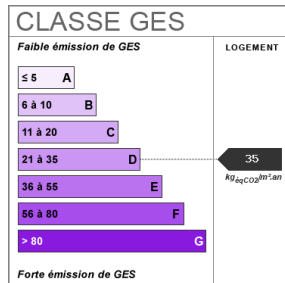 CLASSE GES
Faible émission de GES
LOGEMENT
≤ 5 A
6 à 10 B
11 à 20 C
21 à 35 D
35
kgéqCO2/m².an
36 à 55 E
56 à 80 F
> 80 G
Forte émission de GES